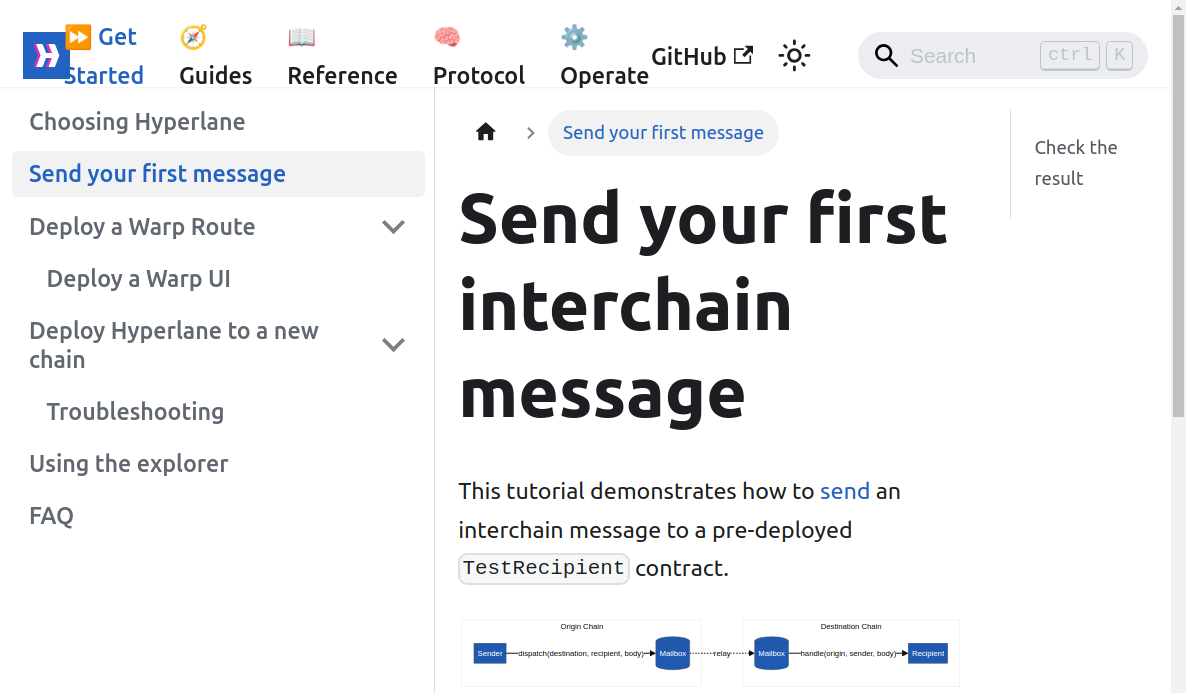 ⏩ Get Started
🧭 Guides
📖 Reference
🧠 Protocol
⚙️ Operate
GitHub
Search
ctrl K
Choosing Hyperlane
Send your first message
Deploy a Warp Route
Deploy a Warp UI
Deploy Hyperlane to a new
chain
Troubleshooting
Using the explorer
FAQ
Send your first message
Send your first
interchain
message
This tutorial demonstrates how to send an
interchain message to a pre-deployed
TestRecipient contract.
Origin Chain
Sender
dispatch(destination, recipient, body)
Mailbox
relay
Destination Chain
Mailbox
handle(origin, sender, body)
Recipient
Check the
result